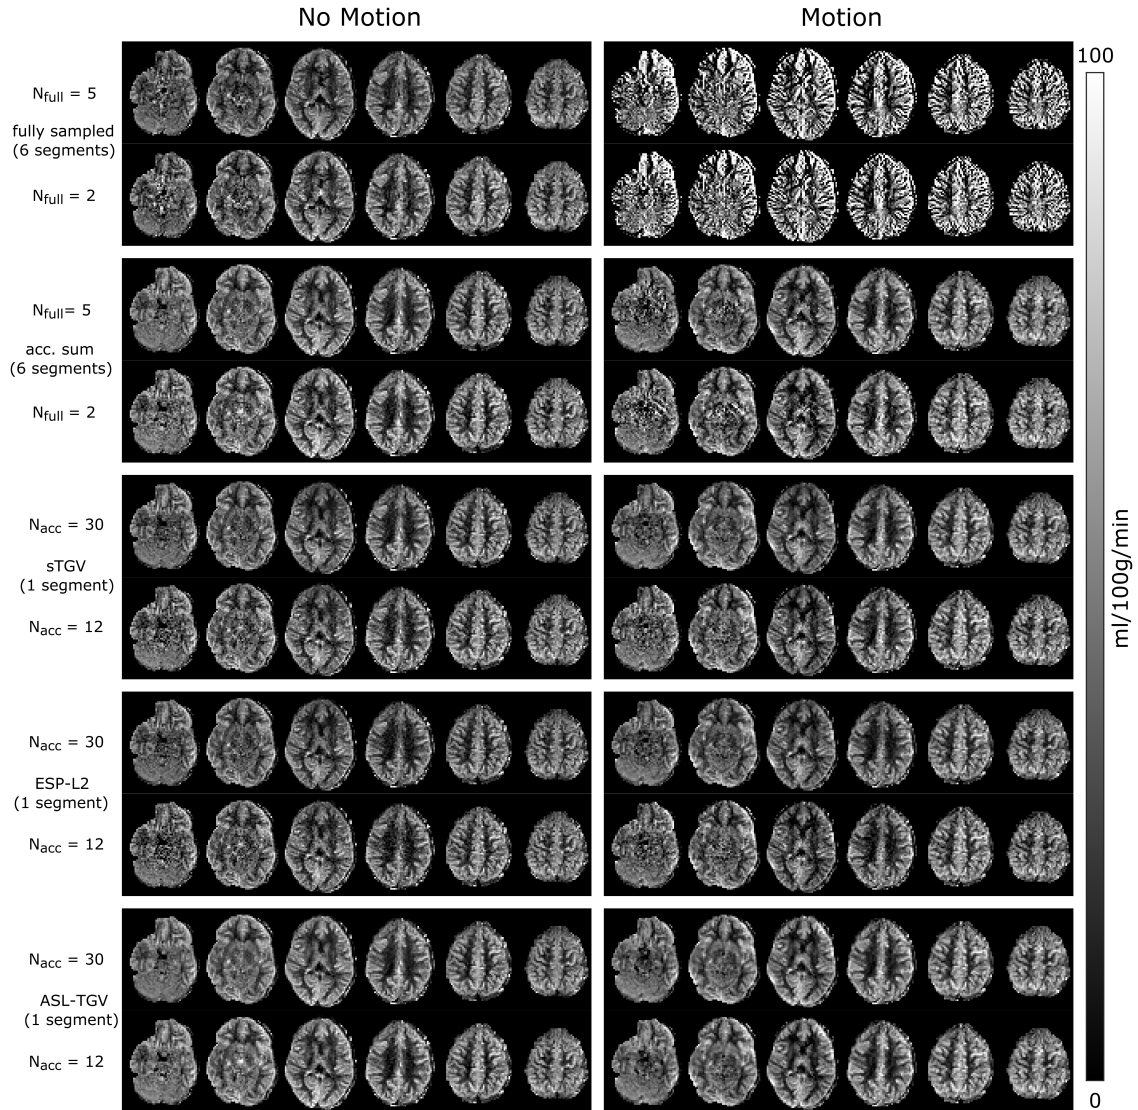 No Motion
Motion
100
N_full = 5
fully sampled
(6 segments)
N_full = 2
N_full= 5
acc. sum
(6 segments)
N_full = 2
N_acc = 30
sTGV
(1 segment)
N_acc = 12
ml/100g/min
N_acc = 30
ESP-L2
(1 segment)
N_acc = 12
N_acc = 30
ASL-TGV
(1 segment)
N_acc = 12
0